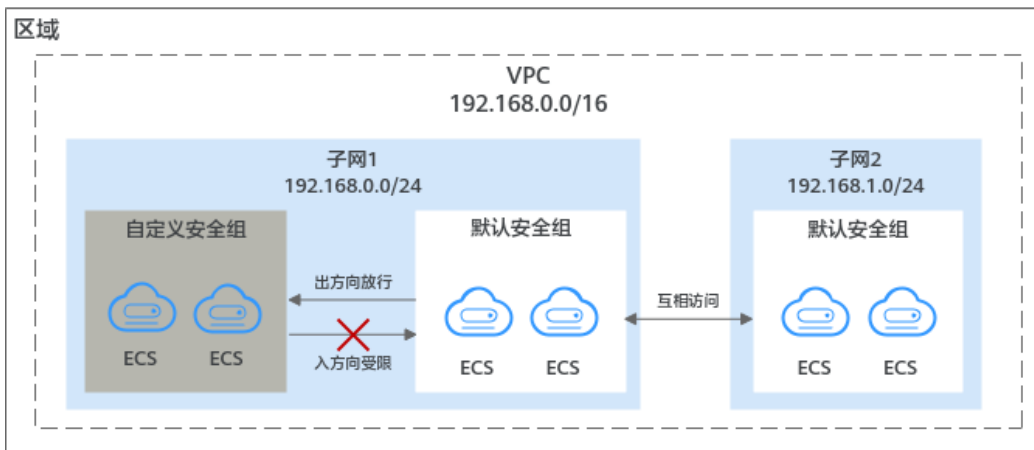 区域
VPC
192.168.0.0/16
子网1
192.168.0.0/24
自定义安全组
ECS
ECS
出方向放行
入方向受限
默认安全组
ECS
ECS
互相访问
子网2
192.168.1.0/24
默认安全组
ECS
ECS